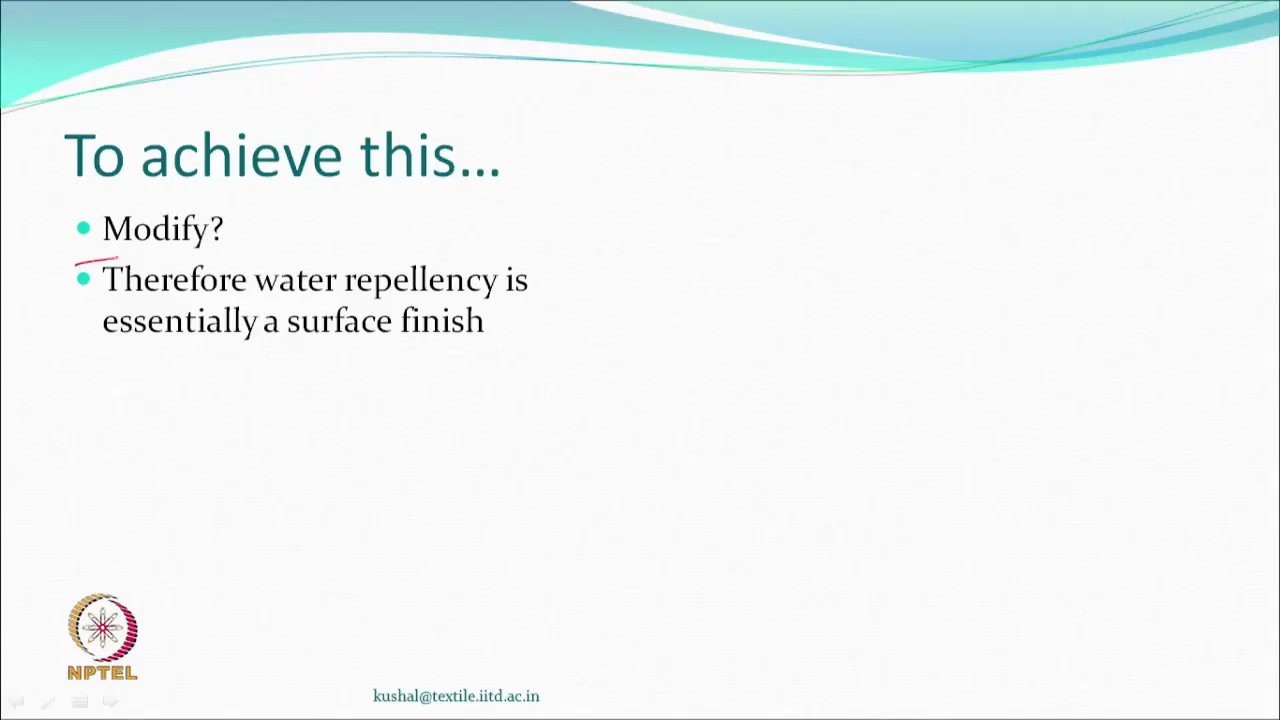 To achieve this...
Modify?
Therefore water repellency is
essentially a surface finish
NPTEL
kushal@textile.iitd.ac.in